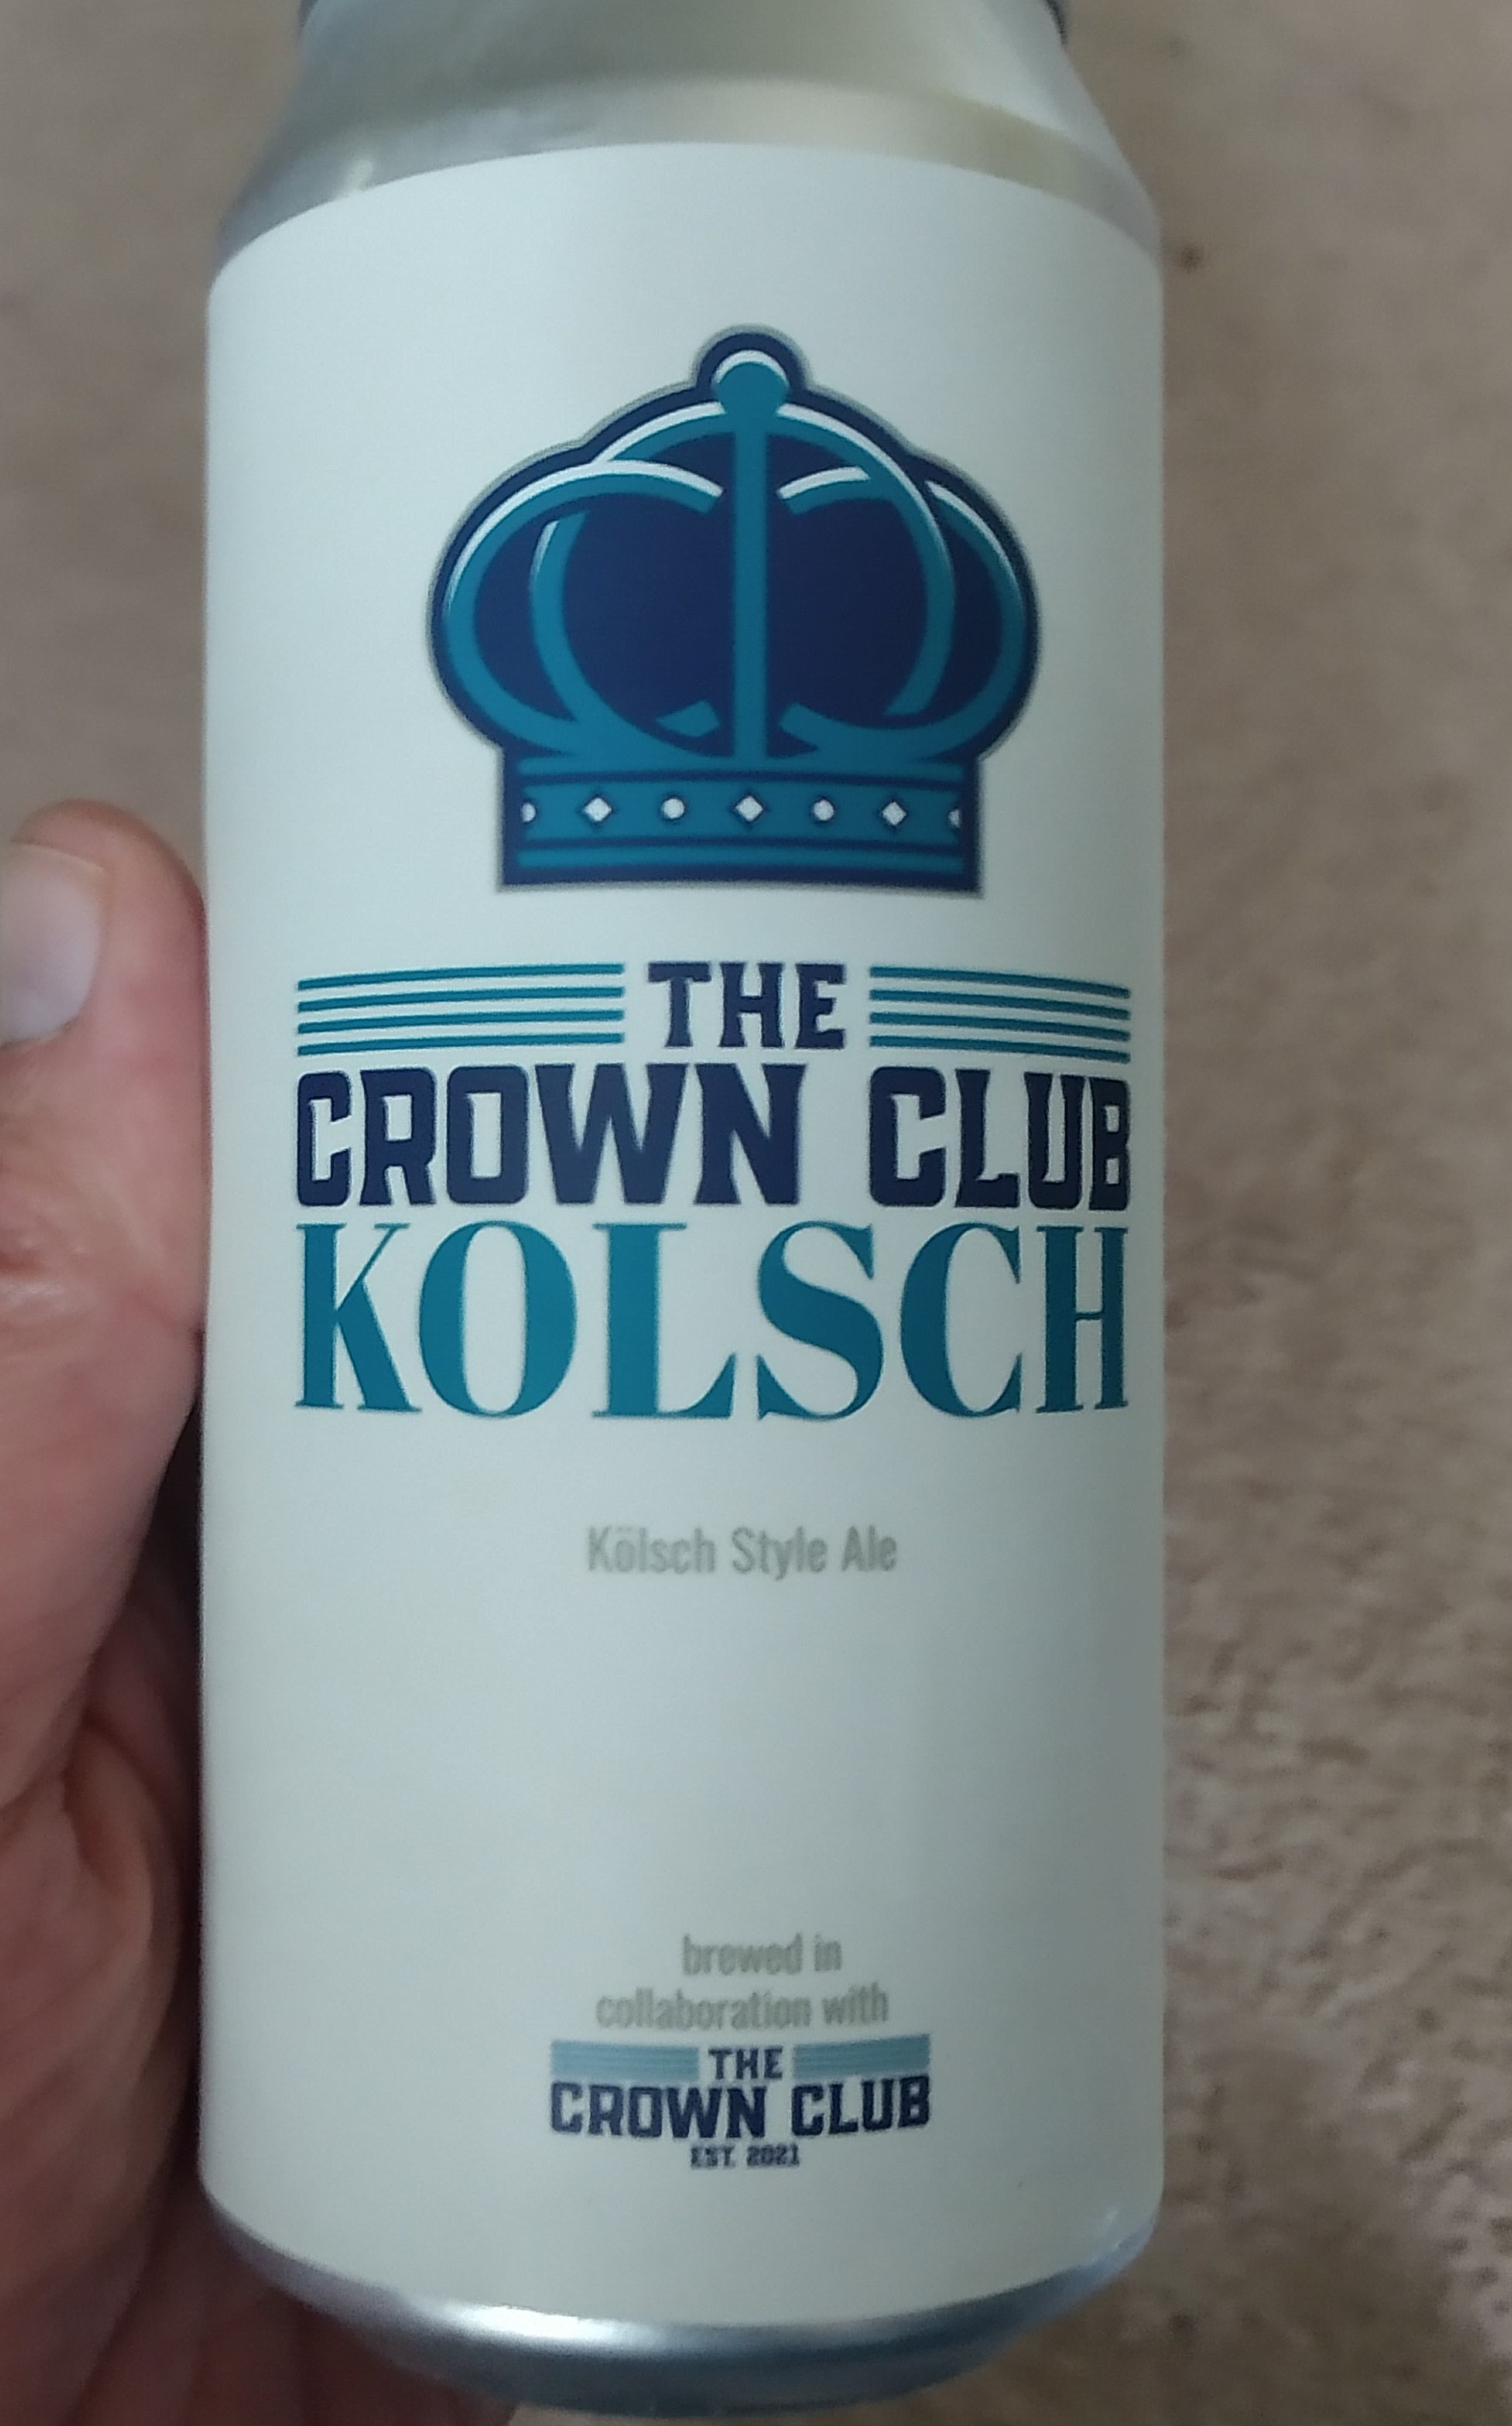 THE
CROWN CLUB
KOLSCH
Kölsch Style Ale
brewed in
collaboration with
THE
CROWN CLUB
EST. 2021